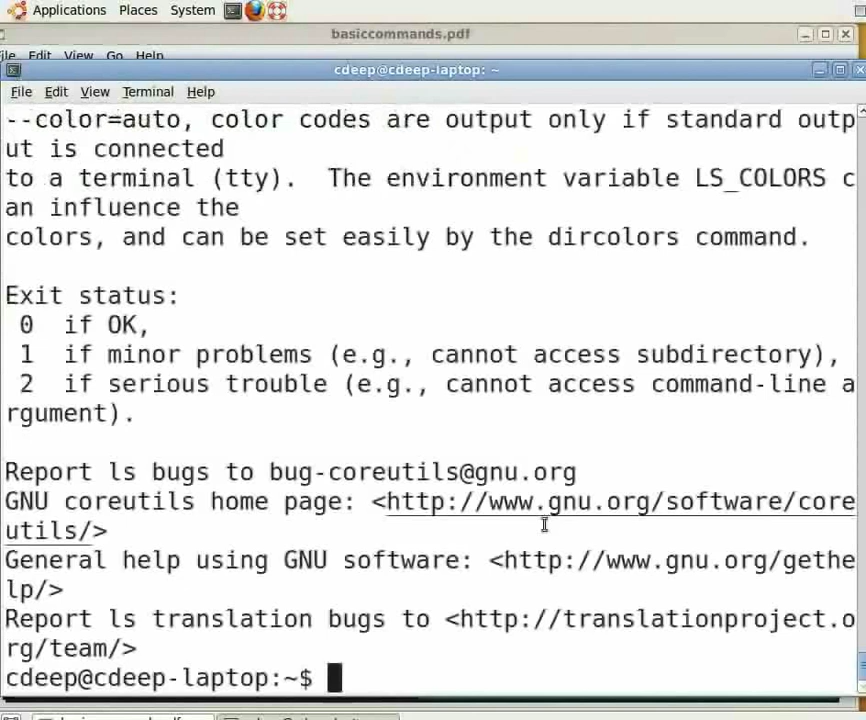 Applications Places System
basiccommands.pdf
ile Edit View Go Help
cdeep@cdeep-laptop: ~
File Edit View Terminal Help
--color=auto, color codes are output only if standard outp
ut is connected
to a terminal (tty).  The environment variable LS_COLORS c
an influence the
colors, and can be set easily by the dircolors command.
Exit status:
0  if OK,
1  if minor problems (e.g., cannot access subdirectory),
2  if serious trouble (e.g., cannot access command-line a
rgument).
Report ls bugs to bug-coreutils@gnu.org
GNU coreutils home page: <http://www.gnu.org/software/core
utils/>
General help using GNU software: <http://www.gnu.org/gethe
lp/>
Report ls translation bugs to <http://translationproject.o
rg/team/>
cdeep@cdeep-laptop:~$